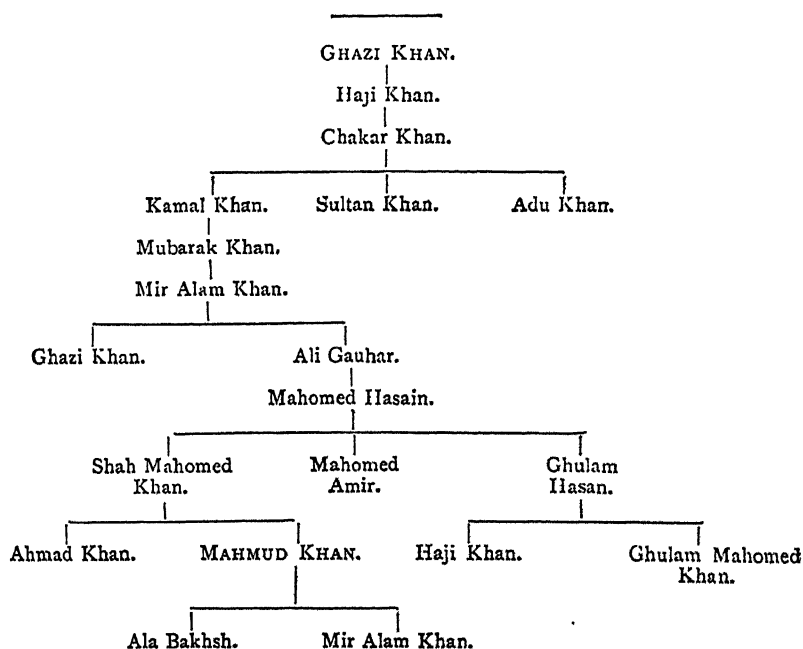 GHAZI KHAN.
Haji Khan.
Chakar Khan.
Kamal Khan. Sultan Khan. Adu Khan.
Mubarak Khan.
Mir Alam Khan.
Ghazi Khan. Ali Gauhar.
Mahomed Hasain.
Shah Mahomed Khan. Mahomed Amir. Ghulam Hasan.
Ahmad Khan. MAHMUD KHAN. Haji Khan. Ghulam Mahomed Khan.
Ala Bakhsh. Mir Alam Khan.